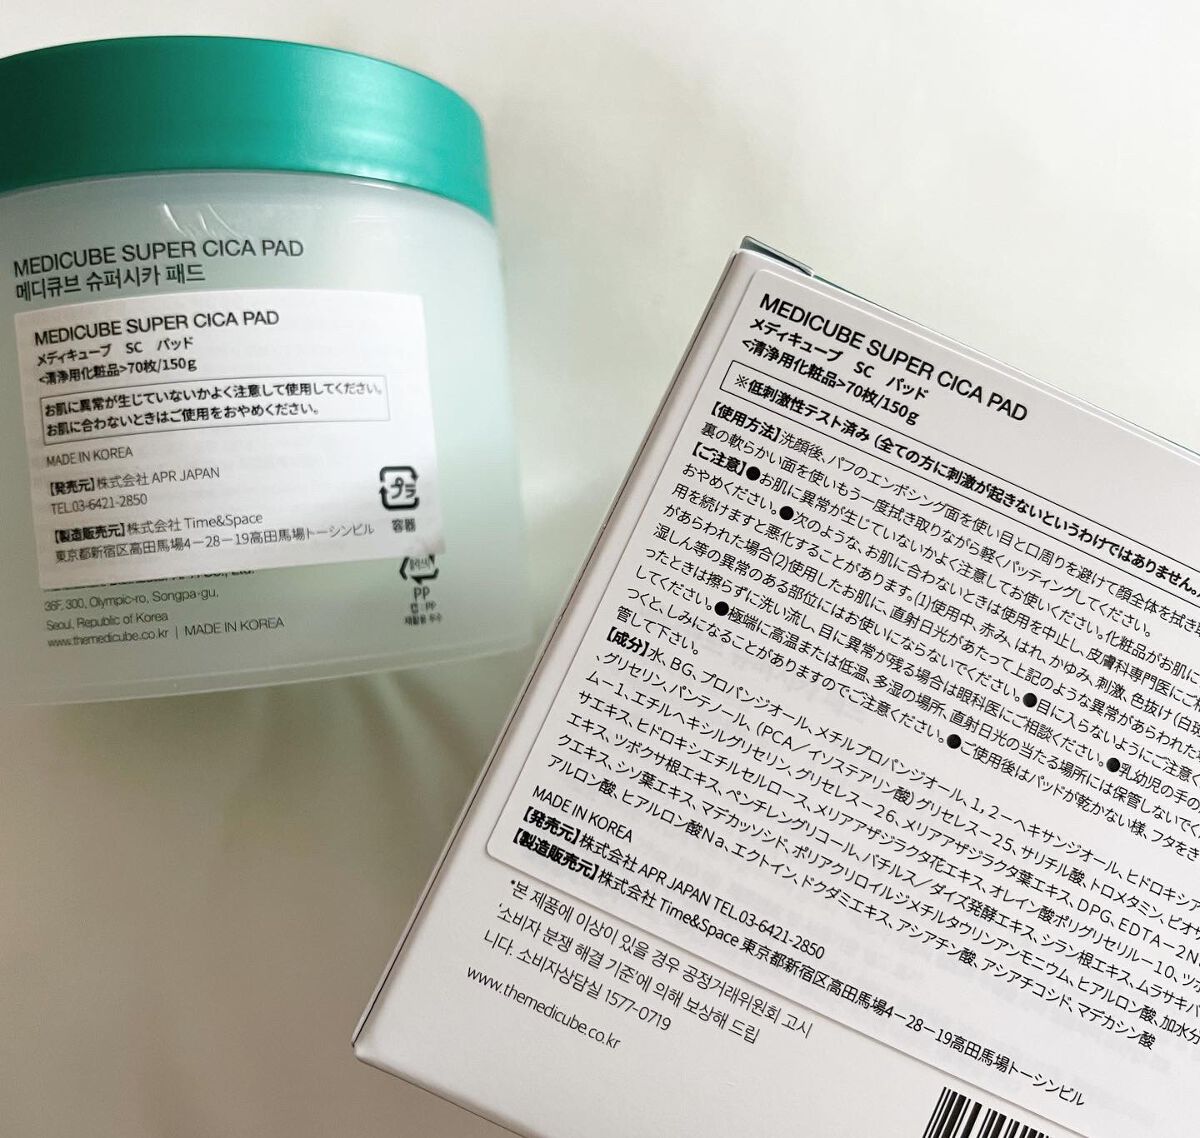 MEDICUBE SUPER CICA PAD
메디큐브 슈퍼시카 패드
MEDICUBE SUPER CICA PAD
メディキューブ SC パッド
<清浄用化粧品>70枚/150g
お肌に異常が生じていないかよく注意して使用してください。
お肌に合わないときはご使用をおやめください。
MADE IN KOREA
【発売元】株式会社 APR JAPAN
TEL.03-6421-2850
【製造販売元】株式会社 Time&Space
東京都新宿区高田馬場4−28−19高田馬場トーシンビル
プラ
容器
36F, 300, Olympic-ro, Songpa-gu,
Seoul, Republic of Korea
www.themedicube.co.kr | MADE IN KOREA
PP
캡 : PP
재활용 우수
MEDICUBE SUPER CICA PAD
メディキューブ SC パッド
<清浄用化粧品>70枚/150g
※低刺激性テスト済み (全ての方に刺激が起きないというわけではありません。
【使用方法】洗顔後、パフのエンボシング面を使い目と口周りを避けて顔全体を拭き
裏の軟らかい面を使いもう一度拭き取りながら軽くパッティングしてください。
【ご注意】●お肌に異常が生じていないかよく注意してお使いください。化粧品がお肌に
おやめください。●次のような、お肌に合わないときは使用を中止し、皮膚科専門医にご
用を続けますと悪化することがあります。(1)使用中、赤み、はれ、かゆみ、刺激、色抜け(白斑
があらわれた場合(2)使用したお肌に、直射日光があたって上記のような異常があらわれた場
湿しん等の異常のある部位にはお使いにならないでください。●目に入らないようにご注意く
ったときは擦らずに洗い流し、目に異常が残る場合は眼科医にご相談ください。●乳幼児の手の
してください。●極端に高温または低温、多湿の場所、直射日光の当たる場所には保管しないでく
つくと、しみになることがありますのでご注意ください。●ご使用後はパッドが乾かない様、フタをき
管して下さい。
【成分】水、BG、プロパンジオール、メチルプロパンジオール、1,2−ヘキサンジオール、ヒドロキシア
、グリセリン、パンテノール、(PCA/イソステアリン酸)グリセレス−25、サリチル酸、トロメタミン、ビオサ
ム−1、エチルヘキシルグリセリン、グリセレス−26、メリアアザジラクタ葉エキス、DPG、EDTA−2N
サエキス、ヒドロキシエチルセルロース、メリアアザジラクタ花エキス、オレイン酸ポリグリセリル−10、ツボ
エキス、ツボクサ根エキス、ペンチレングリコール、バチルス/ダイズ発酵エキス、シラン根エキス、ムラサキバ
クエキス、シソ葉エキス、マデカッソシド、ポリアクリロイルジメチルタウリンアンモニウム、ヒアルロン酸、加水分
アルロン酸、ヒアルロン酸Na、エクトイン、ドクダミエキス、アシアチン酸、アシアチコシド、マデカシン酸
MADE IN KOREA
【発売元】株式会社 APR JAPAN TEL.03-6421-2850
【製造販売元】株式会社 Time&Space 東京都新宿区高田馬場4−28−19高田馬場トーシンビル
*본 제품에 이상이 있을 경우 공정거래위원회 고시
'소비자 분쟁 해결 기준'에 의해 보상해 드립
니다. 소비자상담실 1577-0719
www.themedicube.co.kr